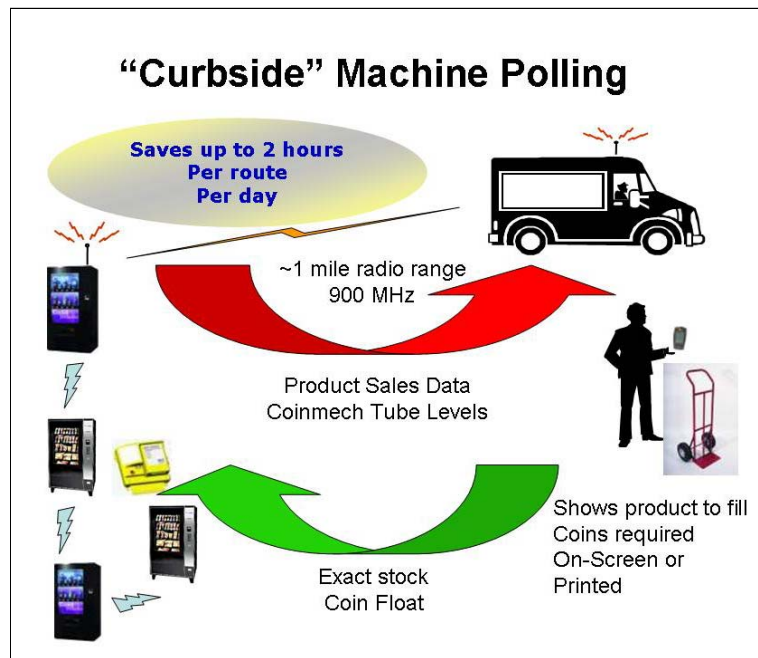 “Curbside” Machine Polling
Saves up to 2 hours
Per route
Per day
~1 mile radio range
900 MHz
Product Sales Data
Coinmech Tube Levels
Shows product to fill
Coins required
On-Screen or
Printed
Exact stock
Coin Float